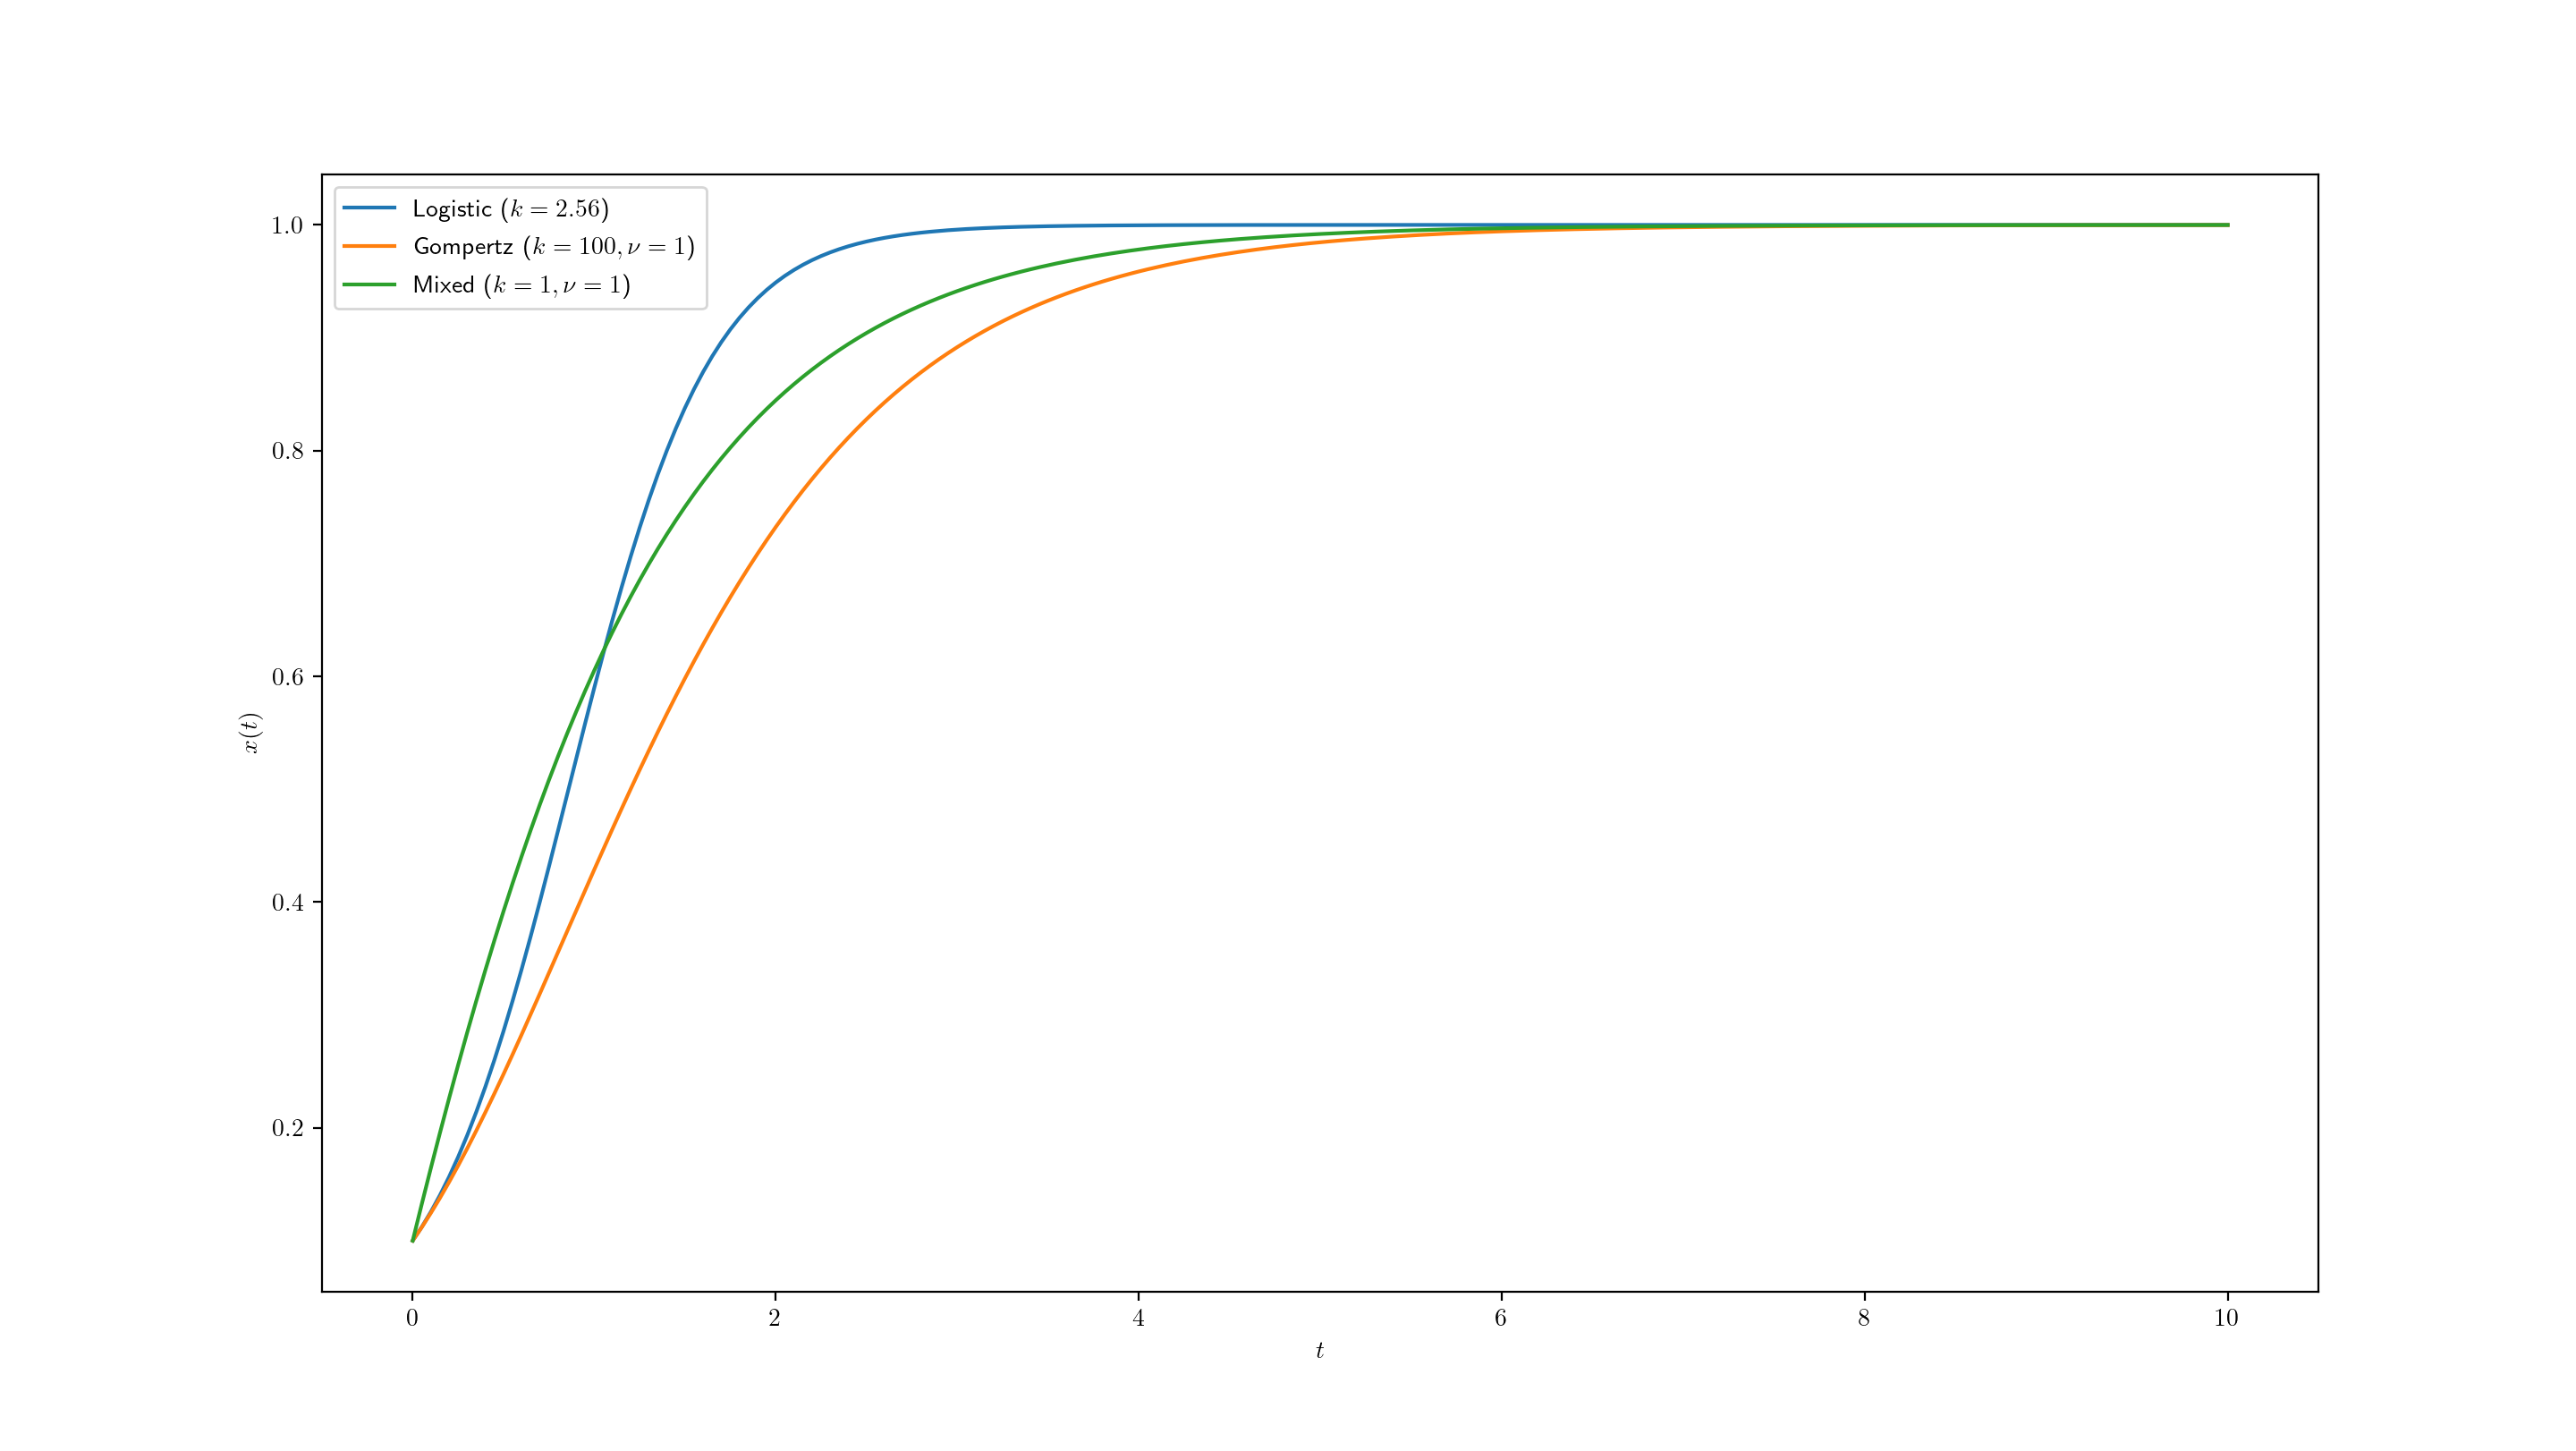 Logistic (k = 2.56)
Gompertz (k = 100, ν = 1)
Mixed (k = 1, ν = 1)
1.0
0.8
0.6
0.4
0.2
x(t)
0 2 4 6 8 10
t